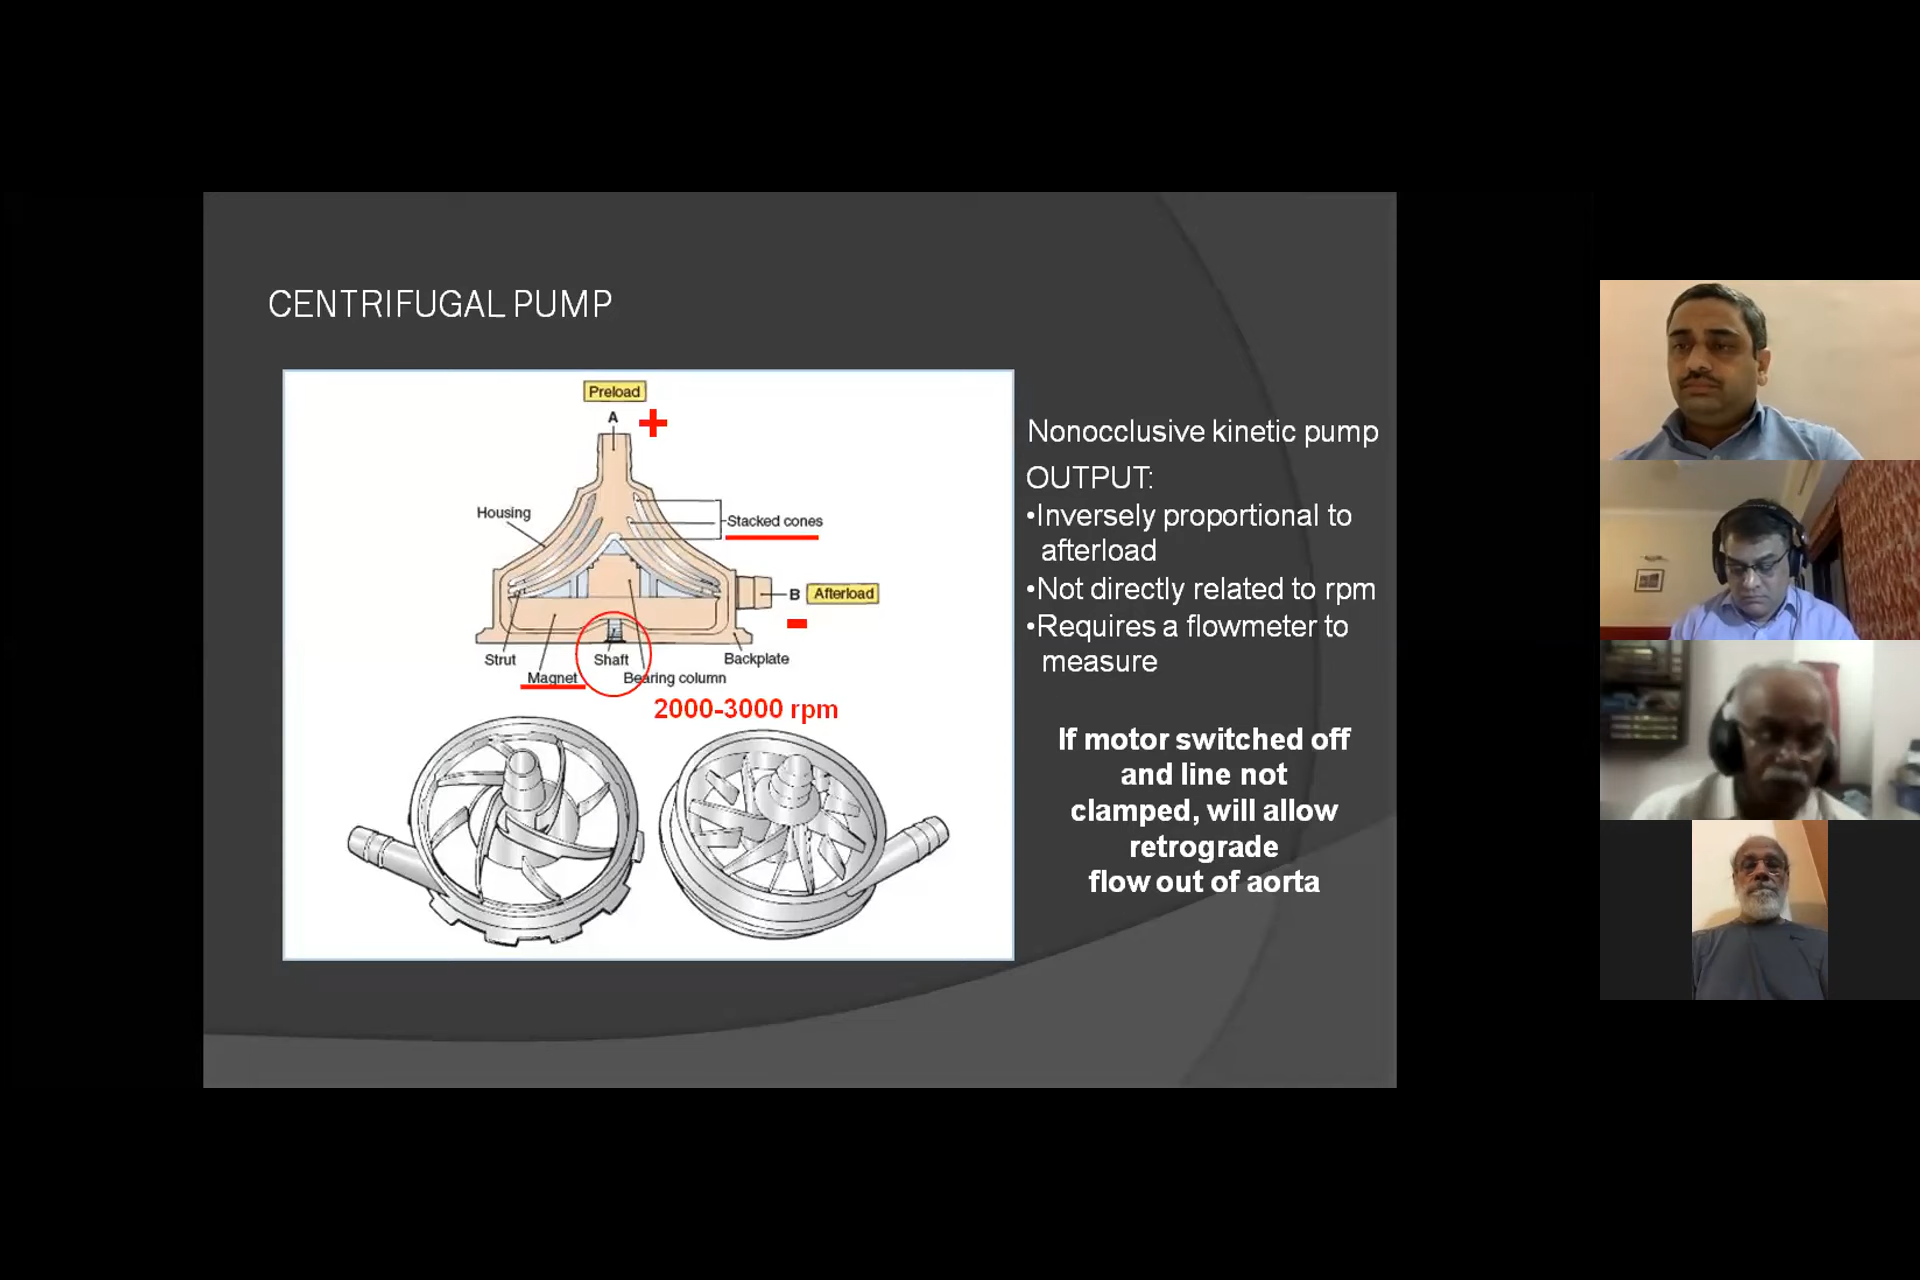 CENTRIFUGAL PUMP
Preload
A
+
Housing
Stacked cones
B Afterload
-
Strut
Shaft
Backplate
Magnet
Bearing column
2000-3000 rpm
Nonocclusive kinetic pump
OUTPUT:
•Inversely proportional to
afterload
•Not directly related to rpm
•Requires a flowmeter to
measure
If motor switched off
and line not
clamped, will allow
retrograde
flow out of aorta